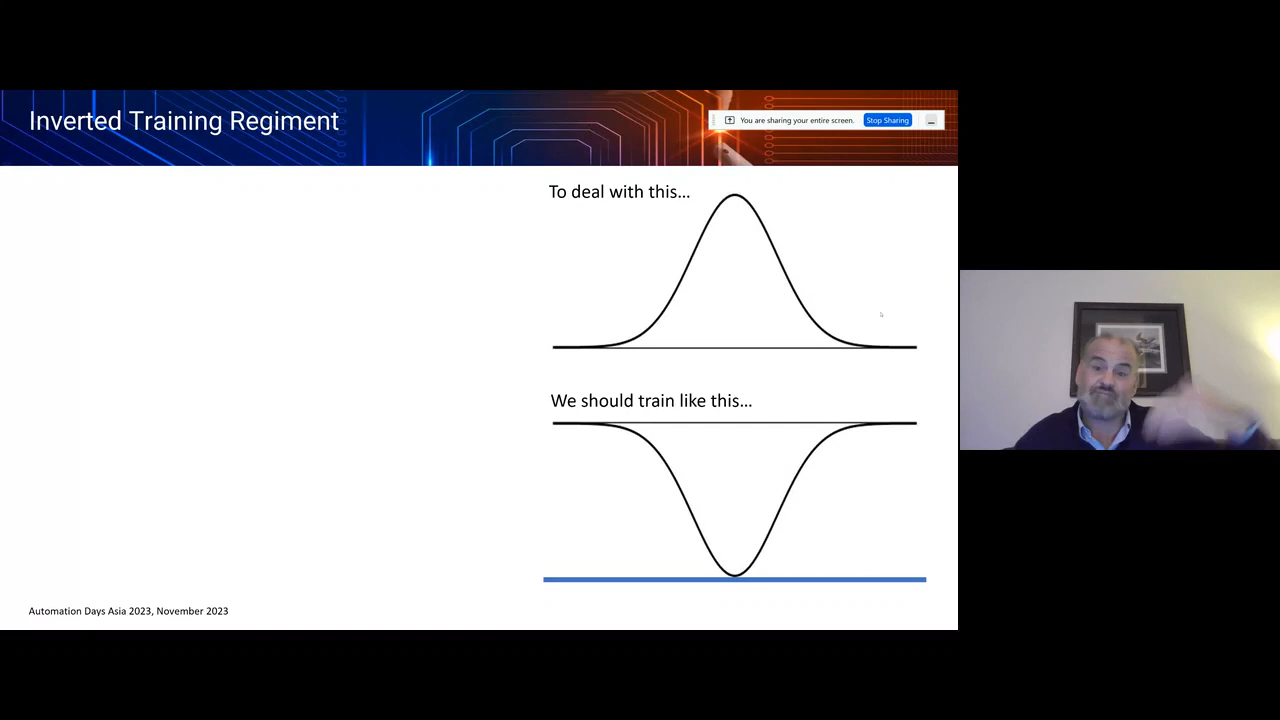 Inverted Training Regiment
You are sharing your entire screen.
Stop Sharing
To deal with this...
We should train like this...
Automation Days Asia 2023, November 2023